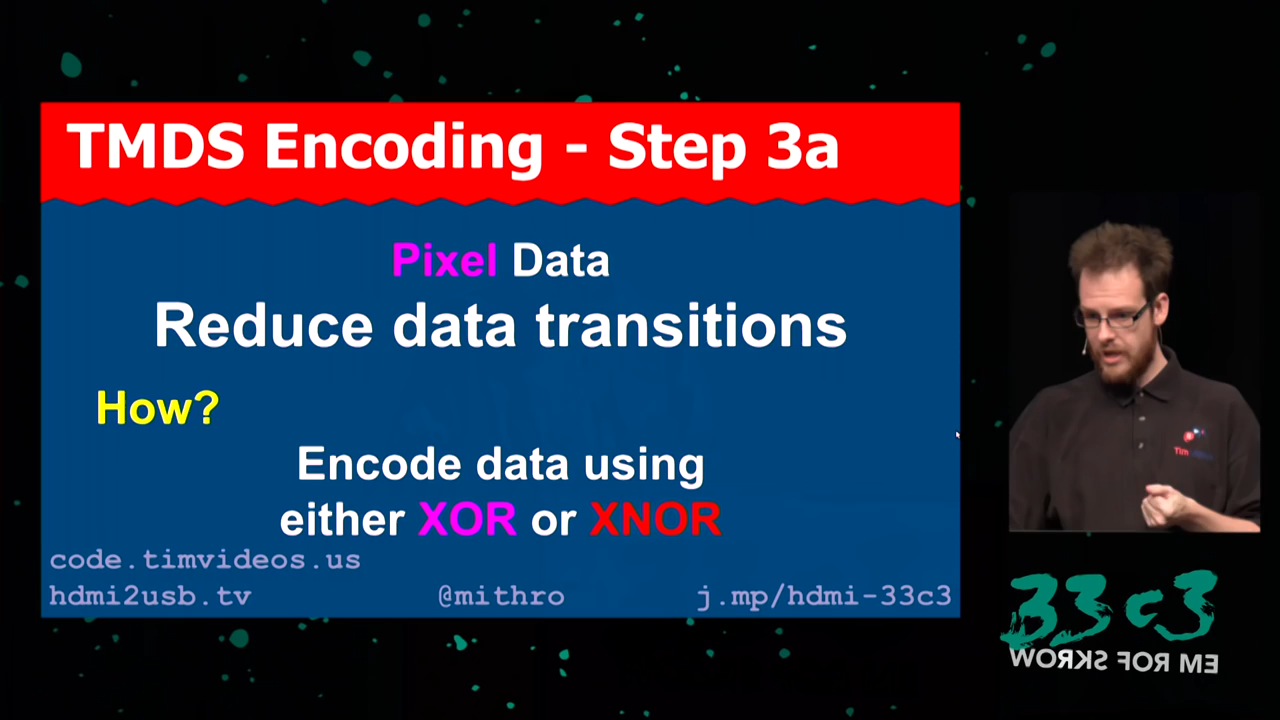 TMDS Encoding - Step 3a
Pixel Data
Reduce data transitions
How?
Encode data using
either XOR or XNOR
code.timvideos.us
hdmi2usb.tv @mithro j.mp/hdmi-33c3
Tim
33c3
WORKS FOR ME